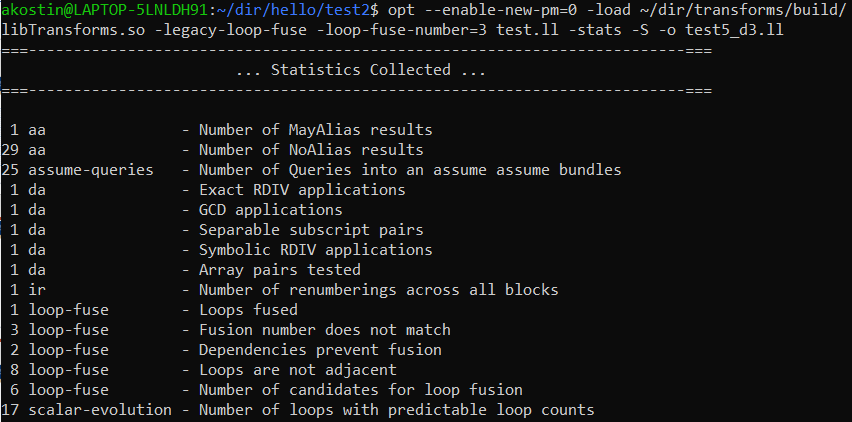 akostin@LAPTOP-5LNLDH91:~/dir/hello/test2$ opt --enable-new-pm=0 -load ~/dir/transforms/build/
libTransforms.so -legacy-loop-fuse -loop-fuse-number=3 test.ll -stats -S -o test5_d3.ll
===-------------------------------------------------------------------------===
... Statistics Collected ...
===-------------------------------------------------------------------------===
1 aa - Number of MayAlias results
29 aa - Number of NoAlias results
25 assume-queries - Number of Queries into an assume assume bundles
1 da - Exact RDIV applications
1 da - GCD applications
1 da - Separable subscript pairs
1 da - Symbolic RDIV applications
1 da - Array pairs tested
1 ir - Number of renumberings across all blocks
1 loop-fuse - Loops fused
3 loop-fuse - Fusion number does not match
2 loop-fuse - Dependencies prevent fusion
8 loop-fuse - Loops are not adjacent
6 loop-fuse - Number of candidates for loop fusion
17 scalar-evolution - Number of loops with predictable loop counts